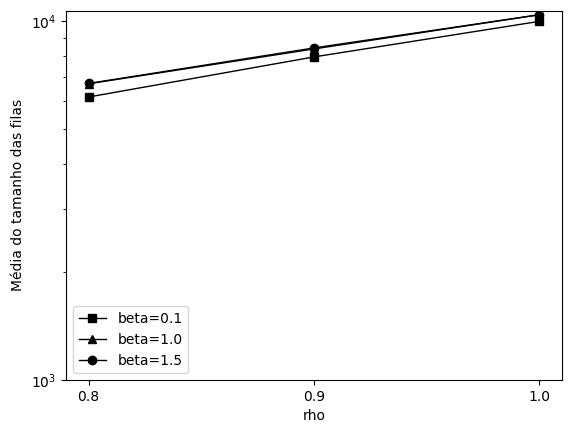 10^4
10^3
Média do tamanho das filas
beta=0.1
beta=1.0
beta=1.5
0.8
0.9
1.0
rho